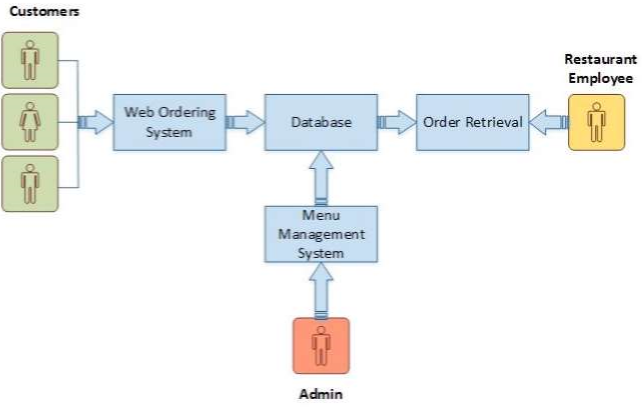 Customers
Restaurant
Employee
Web Ordering
System
Database
Order Retrieval
Menu
Management
System
Admin